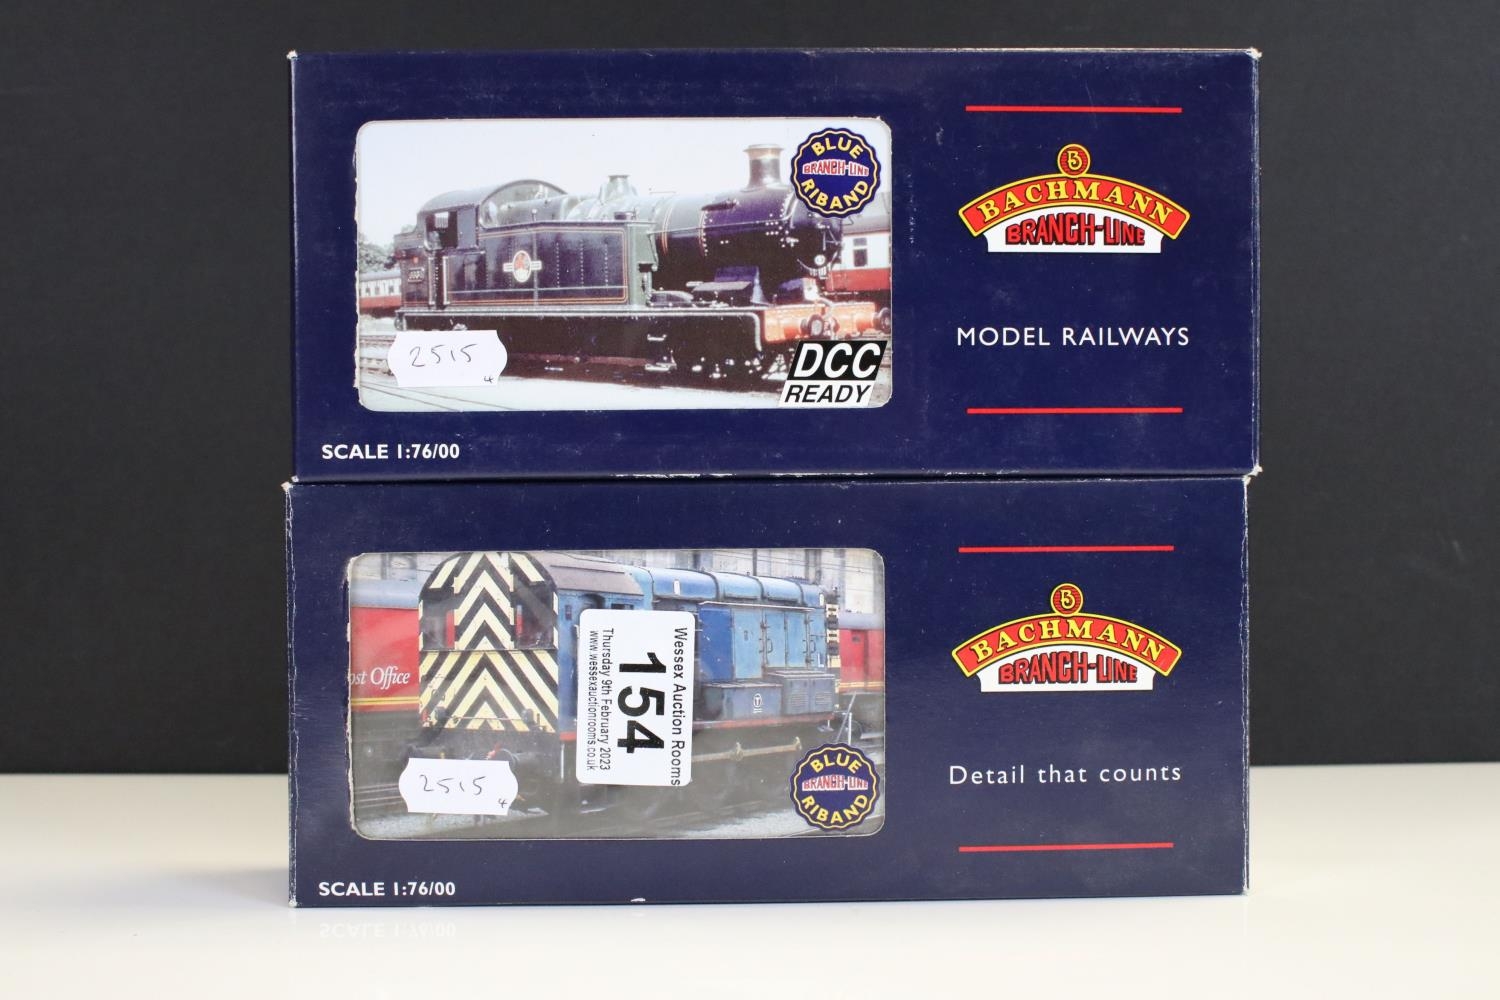 BLUE
BRANCH-LINE
RIBAND
B
BACHMANN
BRANCH-LINE
MODEL RAILWAYS
2515
4
DCC
READY
SCALE 1:76/00
B
BACHMANN
BRANCH-LINE
Detail that counts
ost Office
Wessex Auction Rooms
154
Thursday 9th February 2023
www.wessexauctionrooms.co.uk
2515
4
BLUE
BRANCH-LINE
RIBAND
SCALE 1:76/00